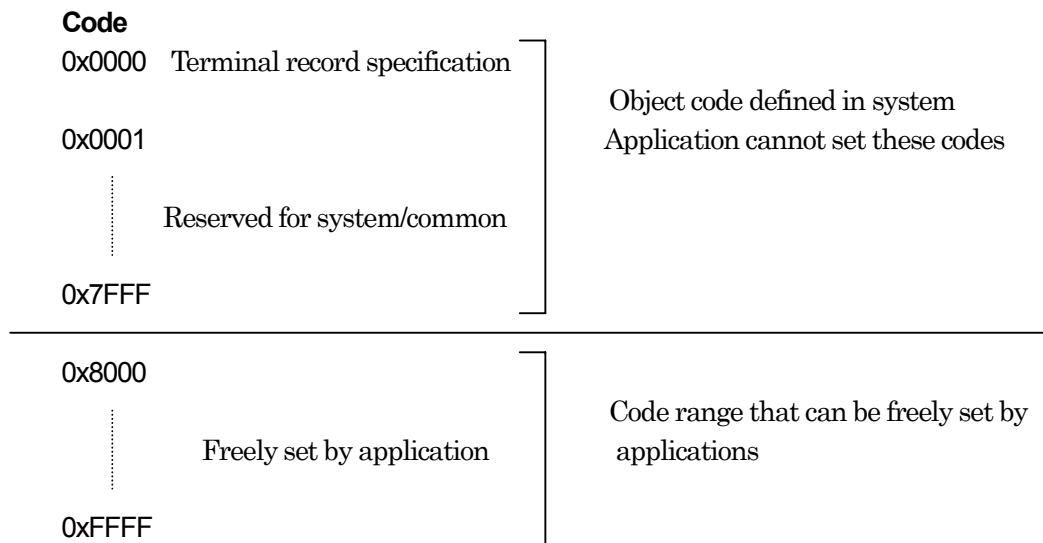 Code
0x0000 Terminal record specification
Object code defined in system
0x0001
Application cannot set these codes
Reserved for system/common
0x7FFF
0x8000
Code range that can be freely set by
applications
Freely set by application
0xFFFF